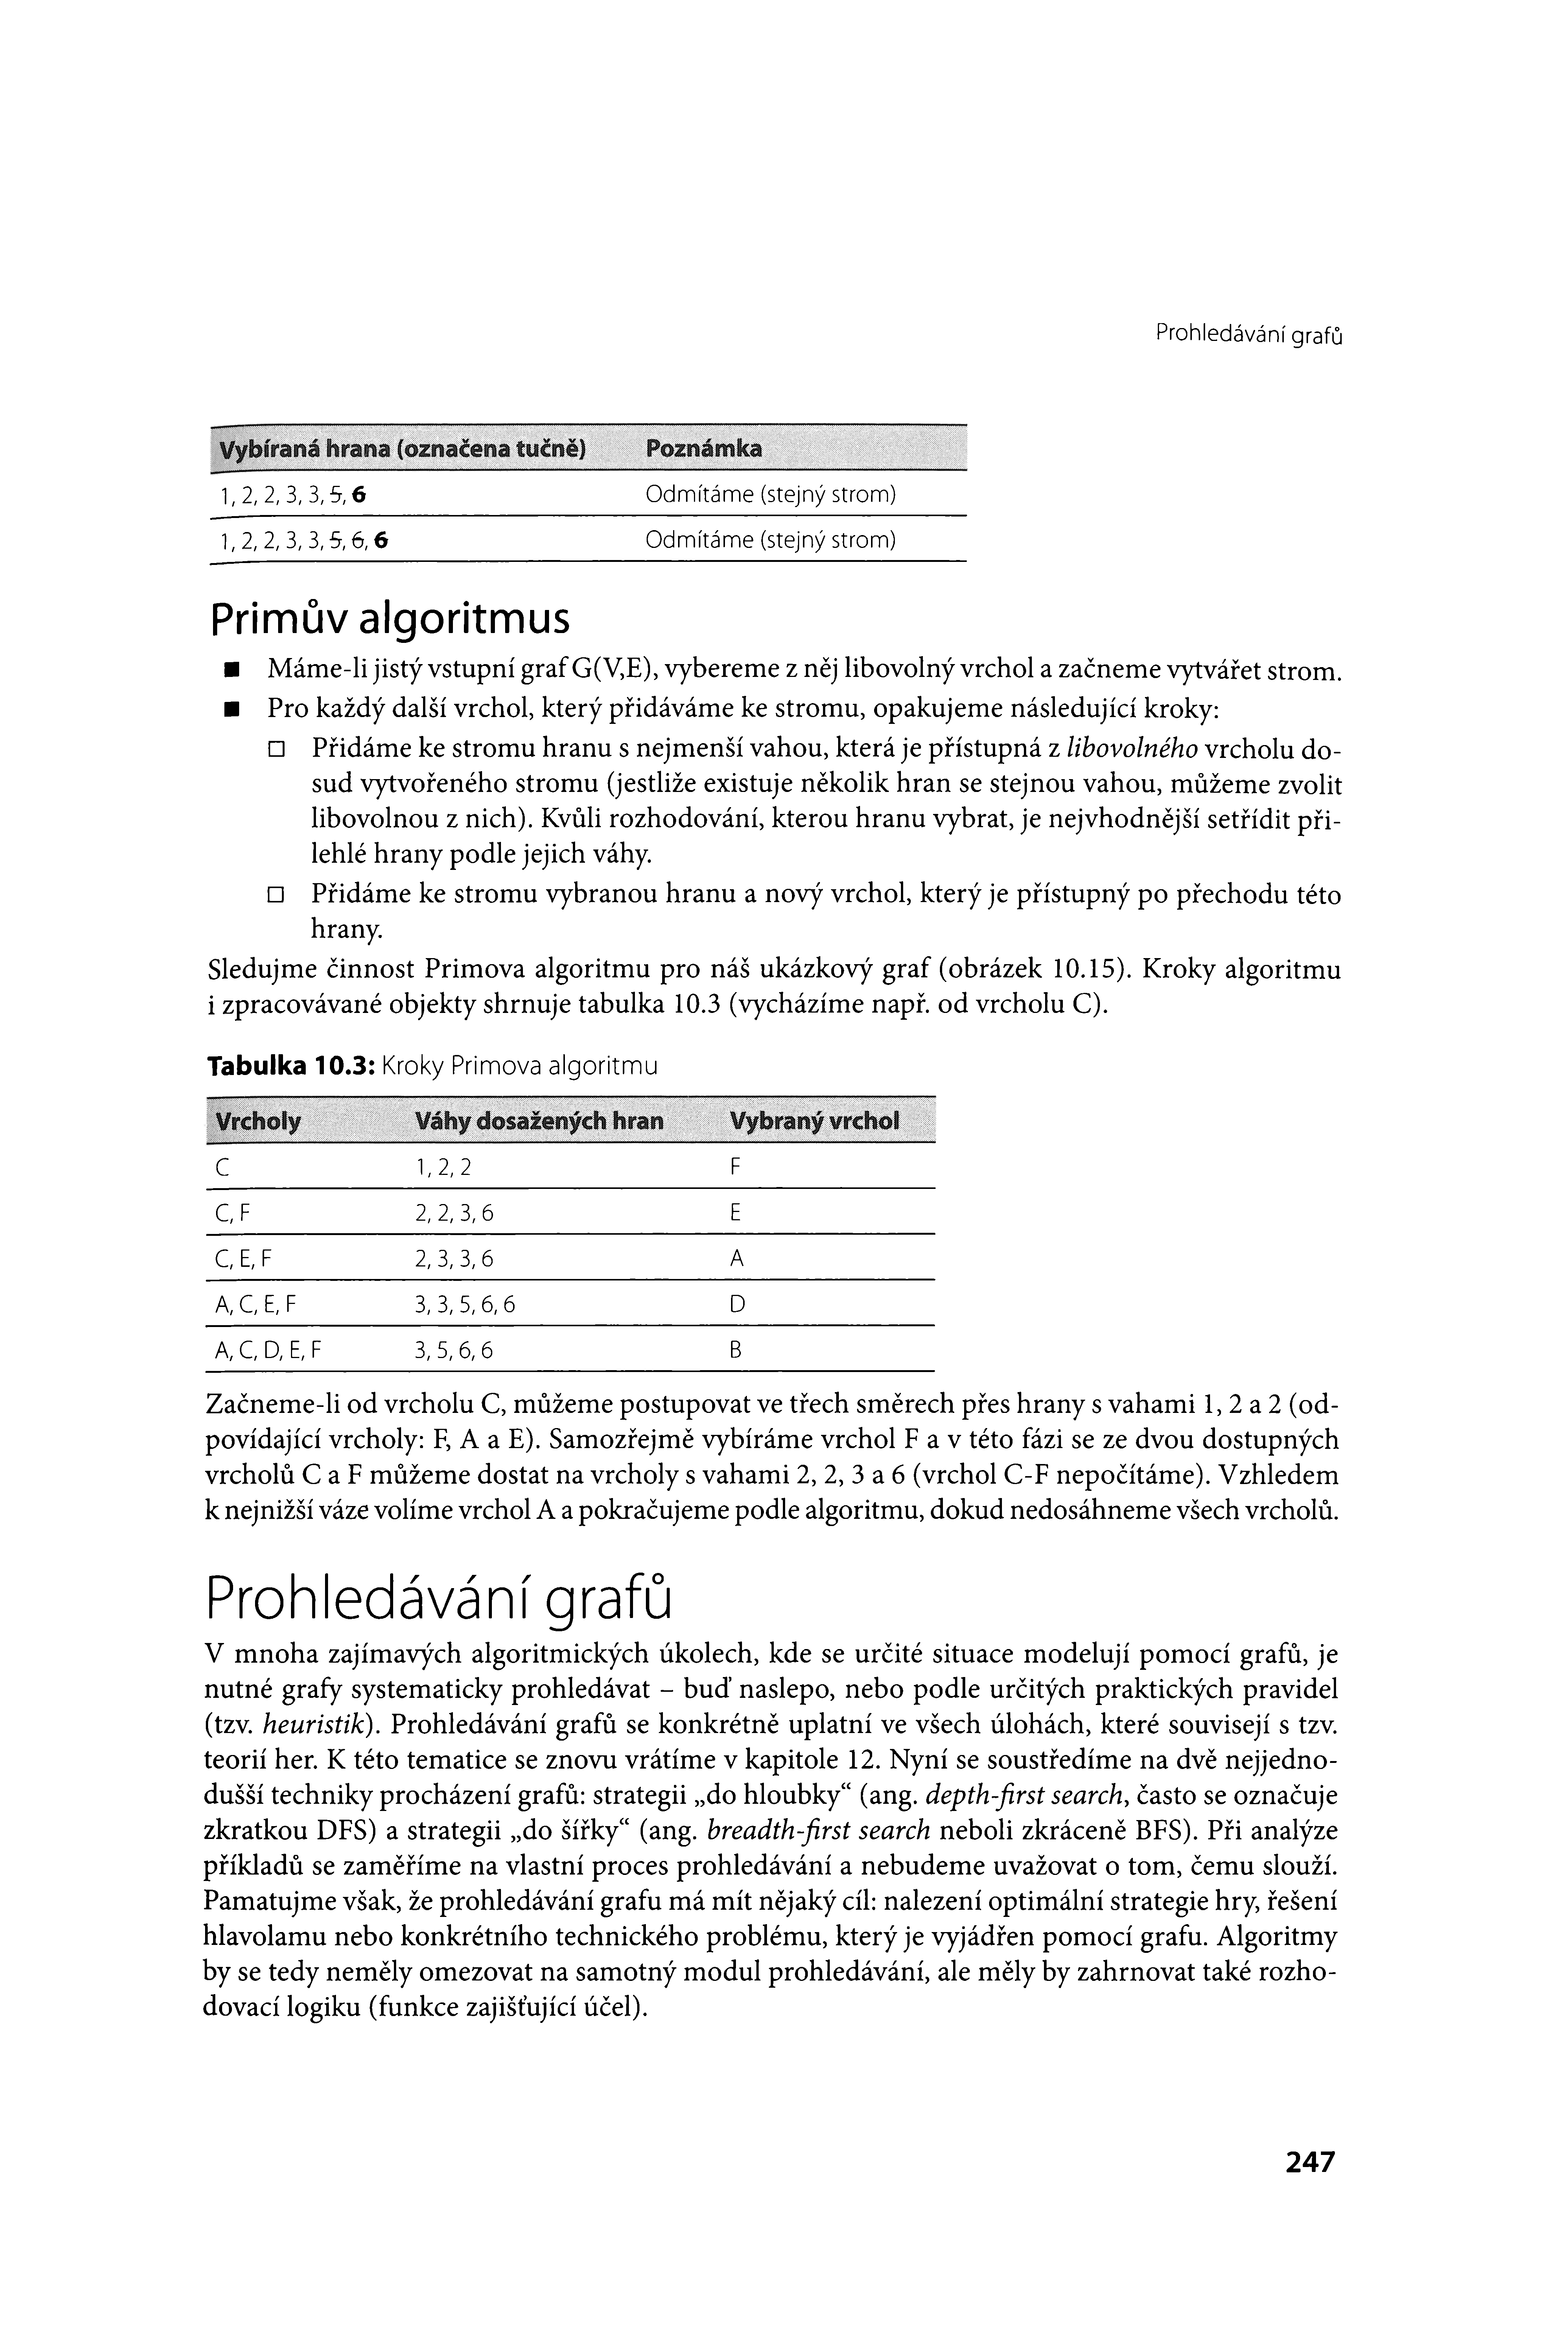 Prohledávání grafů
Vybíraná hrana (označena tučně) Poznámka
1, 2, 2, 3, 3, 5, 6 Odmítáme (stejný strom)
1, 2, 2, 3, 3, 5, 6, 6 Odmítáme (stejný strom)
Primův algoritmus
■ Máme-li jistý vstupní graf G(V,E), vybereme z něj libovolný vrchol a začneme vytvářet strom.
■ Pro každý další vrchol, který přidáváme ke stromu, opakujeme následující kroky:
□ Přidáme ke stromu hranu s nejmenší vahou, která je přístupná z libovolného vrcholu do-
sud vytvořeného stromu (jestliže existuje několik hran se stejnou vahou, můžeme zvolit
libovolnou z nich). Kvůli rozhodování, kterou hranu vybrat, je nejvhodnější setřídit při-
lehlé hrany podle jejich váhy.
□ Přidáme ke stromu vybranou hranu a nový vrchol, který je přístupný po přechodu této
hrany.
Sledujme činnost Primova algoritmu pro náš ukázkový graf (obrázek 10.15). Kroky algoritmu
i zpracovávané objekty shrnuje tabulka 10.3 (vycházíme např. od vrcholu C).
Tabulka 10.3: Kroky Primova algoritmu
Vrcholy Váhy dosažených hran Vybraný vrchol
C 1, 2, 2 F
C, F 2, 2, 3, 6 E
C, E, F 2, 3, 3, 6 A
A, C, E, F 3, 3, 5, 6, 6 D
A, C, D, E, F 3, 5, 6, 6 B
Začneme-li od vrcholu C, můžeme postupovat ve třech směrech přes hrany s vahami 1, 2 a 2 (od-
povídající vrcholy: F, A a E). Samozřejmě vybíráme vrchol F a v této fázi se ze dvou dostupných
vrcholů C a F můžeme dostat na vrcholy s vahami 2, 2, 3 a 6 (vrchol C-F nepočítáme). Vzhledem
k nejnižší váze volíme vrchol A a pokračujeme podle algoritmu, dokud nedosáhneme všech vrcholů.
Prohledávání grafů
V mnoha zajímavých algoritmických úkolech, kde se určité situace modelují pomocí grafů, je
nutné grafy systematicky prohledávat – buď naslepo, nebo podle určitých praktických pravidel
(tzv. heuristik). Prohledávání grafů se konkrétně uplatní ve všech úlohách, které souvisejí s tzv.
teorií her. K této tematice se znovu vrátíme v kapitole 12. Nyní se soustředíme na dvě nejjedno-
dušší techniky procházení grafů: strategii „do hloubky“ (ang. depth-first search, často se označuje
zkratkou DFS) a strategii „do šířky“ (ang. breadth-first search neboli zkráceně BFS). Při analýze
příkladů se zaměříme na vlastní proces prohledávání a nebudeme uvažovat o tom, čemu slouží.
Pamatujme však, že prohledávání grafu má mít nějaký cíl: nalezení optimální strategie hry, řešení
hlavolamu nebo konkrétního technického problému, který je vyjádřen pomocí grafu. Algoritmy
by se tedy neměly omezovat na samotný modul prohledávání, ale měly by zahrnovat také rozho-
dovací logiku (funkce zajišťující účel).
247